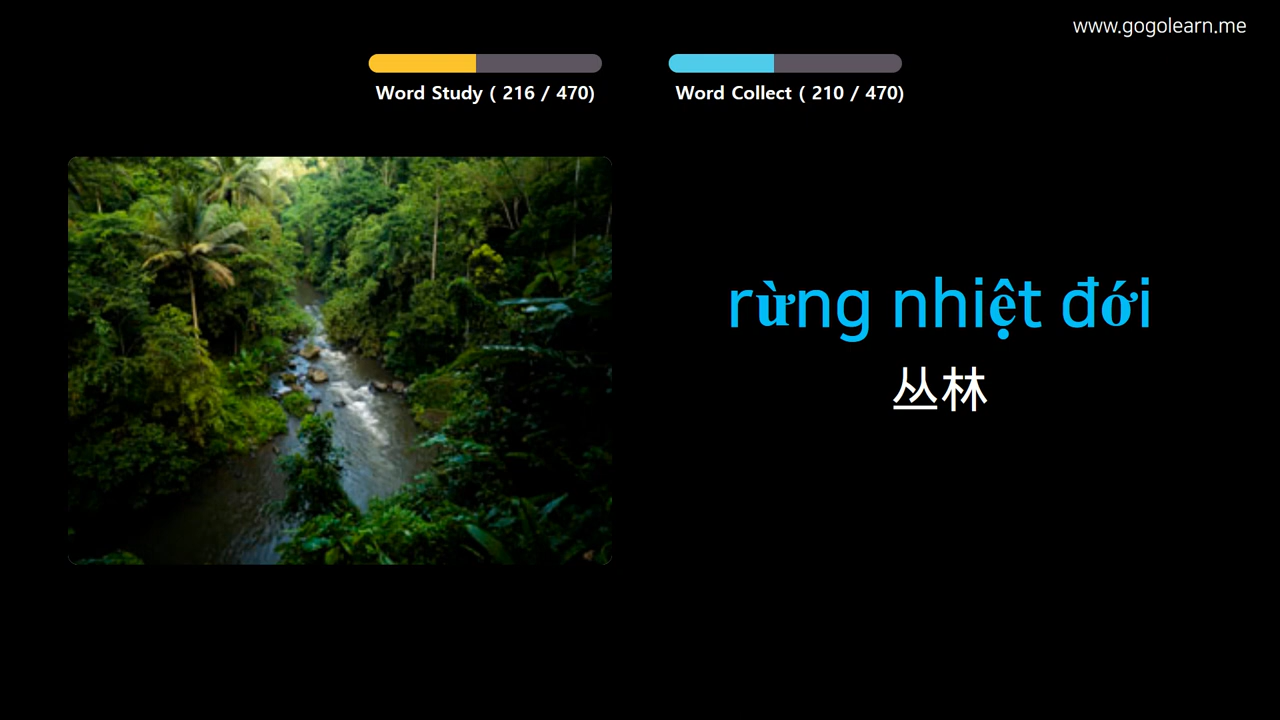 www.gogolearn.me
Word Study ( 216 / 470)
Word Collect ( 210 / 470)
rừng nhiệt đới
丛林